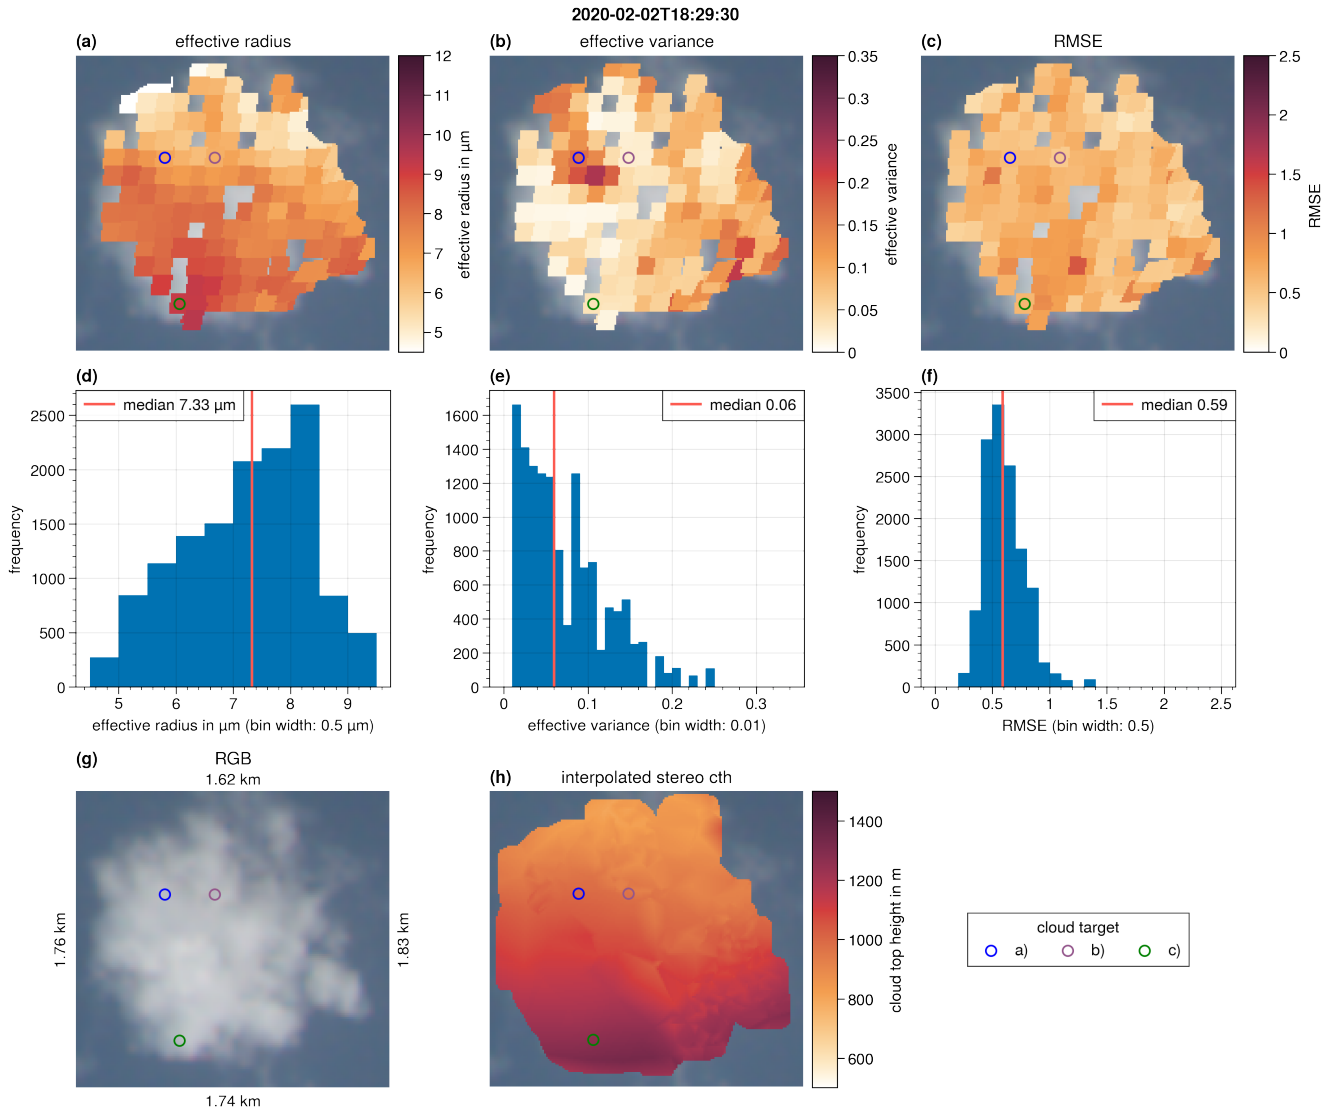 2020-02-02T18:29:30
(a) effective radius
12
11
10
9
8
7
6
5
effective radius in µm
(b) effective variance
0.35
0.3
0.25
0.2
0.15
0.1
0.05
0
effective variance
(c) RMSE
2.5
2
1.5
1
0.5
0
RMSE
(d)
median 7.33 µm
2500
2000
1500
1000
500
0
frequency
5 6 7 8 9
effective radius in µm (bin width: 0.5 µm)
(e)
median 0.06
1600
1400
1200
1000
800
600
400
200
0
frequency
0 0.1 0.2 0.3
effective variance (bin width: 0.01)
(f)
median 0.59
3500
3000
2500
2000
1500
1000
500
0
frequency
0 0.5 1 1.5 2 2.5
RMSE (bin width: 0.5)
(g) RGB
1.62 km
1.76 km
1.83 km
1.74 km
(h) interpolated stereo cth
1400
1200
1000
800
600
cloud top height in m
cloud target
a) b) c)